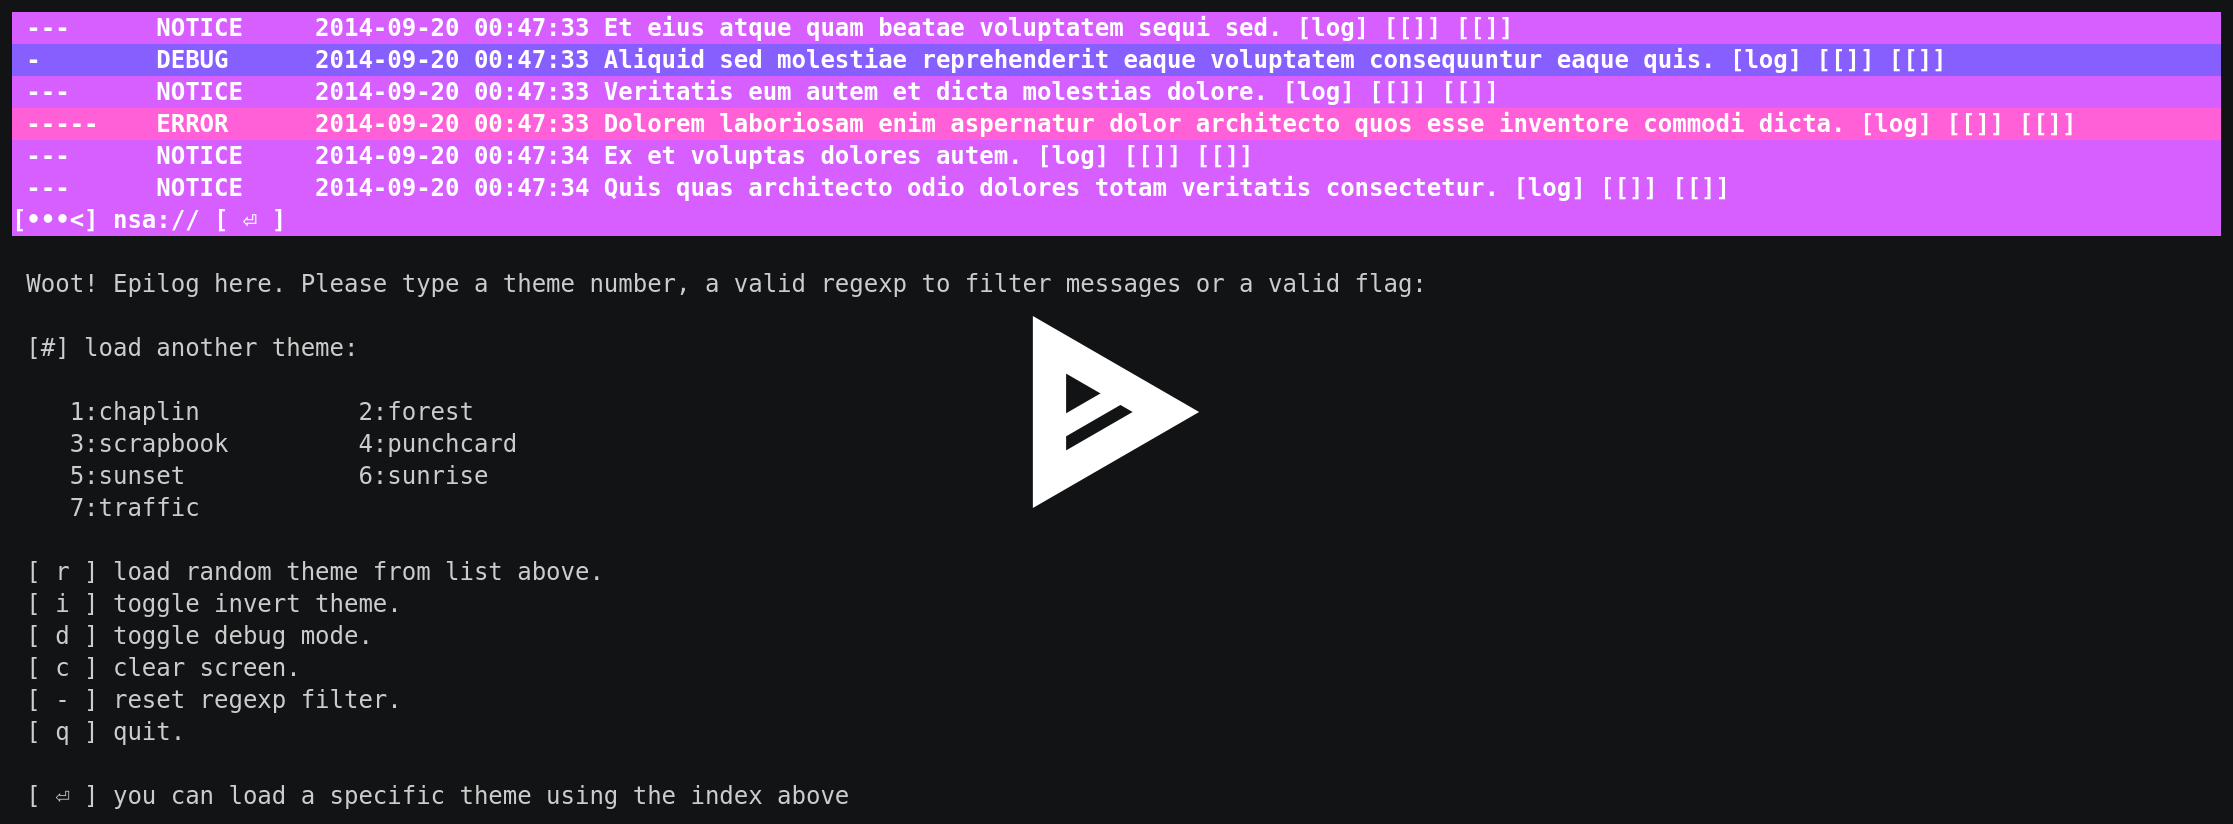 --- NOTICE 2014-09-20 00:47:33 Et eius atque quam beatae voluptatem sequi sed. [log] [[]] [[]]
- DEBUG 2014-09-20 00:47:33 Aliquid sed molestiae reprehenderit eaque voluptatem consequuntur eaque quis. [log] [[]] [[]]
--- NOTICE 2014-09-20 00:47:33 Veritatis eum autem et dicta molestias dolore. [log] [[]] [[]]
----- ERROR 2014-09-20 00:47:33 Dolorem laboriosam enim aspernatur dolor architecto quos esse inventore commodi dicta. [log] [[]] [[]]
--- NOTICE 2014-09-20 00:47:34 Ex et voluptas dolores autem. [log] [[]] [[]]
--- NOTICE 2014-09-20 00:47:34 Quis quas architecto odio dolores totam veritatis consectetur. [log] [[]] [[]]
[•••<] nsa:// [ ⏎ ]
Woot! Epilog here. Please type a theme number, a valid regexp to filter messages or a valid flag:
[#] load another theme:
1:chaplin 2:forest
3:scrapbook 4:punchcard
5:sunset 6:sunrise
7:traffic
[ r ] load random theme from list above.
[ i ] toggle invert theme.
[ d ] toggle debug mode.
[ c ] clear screen.
[ - ] reset regexp filter.
[ q ] quit.
[ ⏎ ] you can load a specific theme using the index above